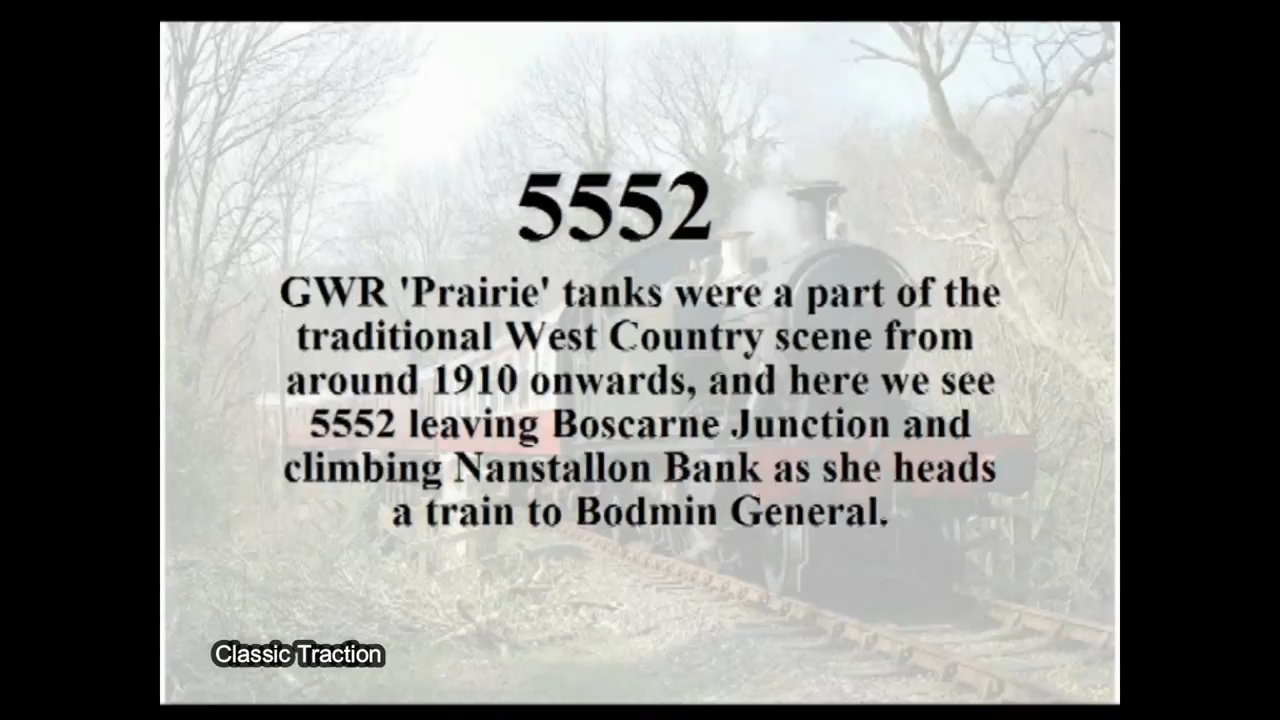 5552
GWR 'Prairie' tanks were a part of the
traditional West Country scene from
around 1910 onwards, and here we see
5552 leaving Boscarne Junction and
climbing Nanstallon Bank as she heads
a train to Bodmin General.
Classic Traction